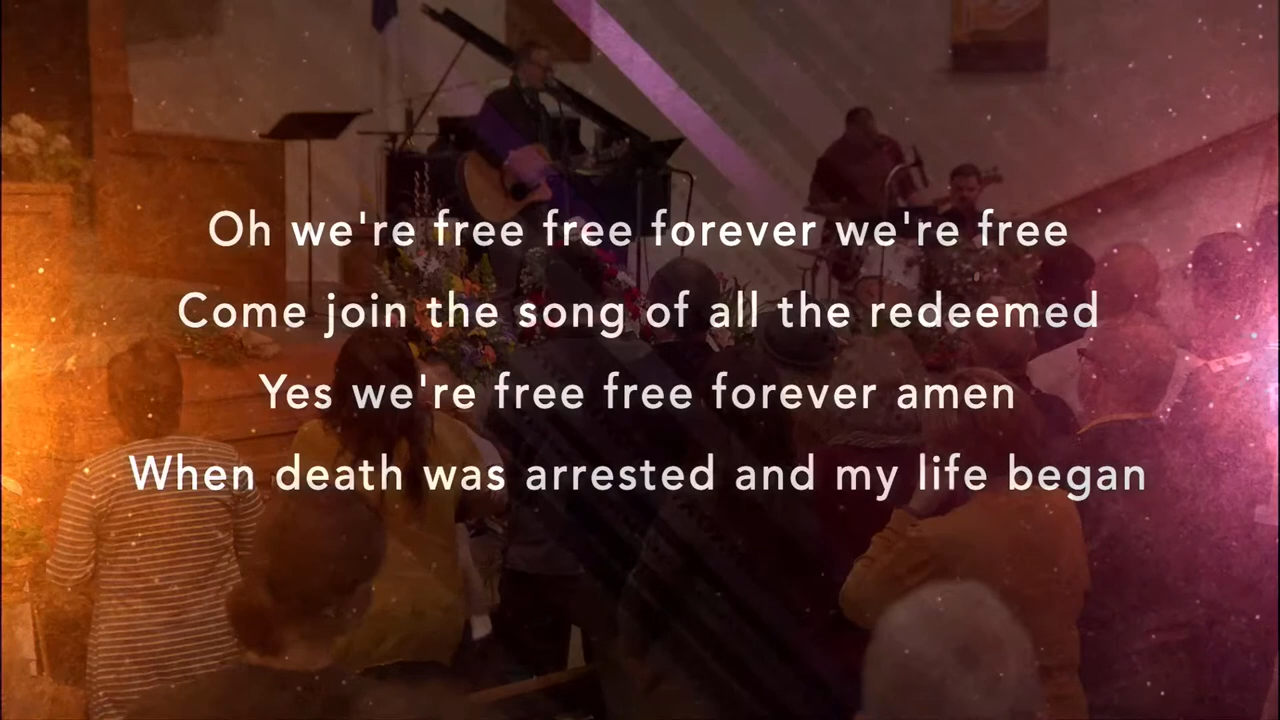 Oh we're free free forever we're free
Come join the song of all the redeemed
Yes we're free free forever amen
When death was arrested and my life began